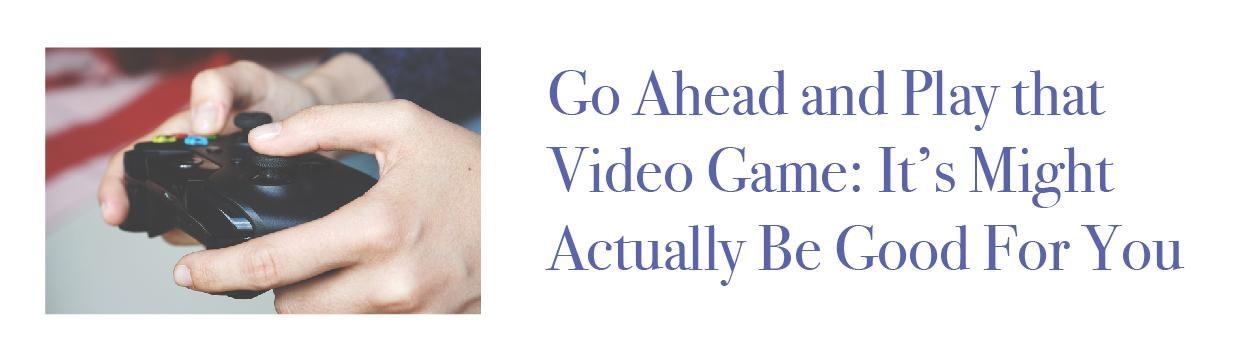 Go Ahead and Play that
Video Game: It’s Might
Actually Be Good For You